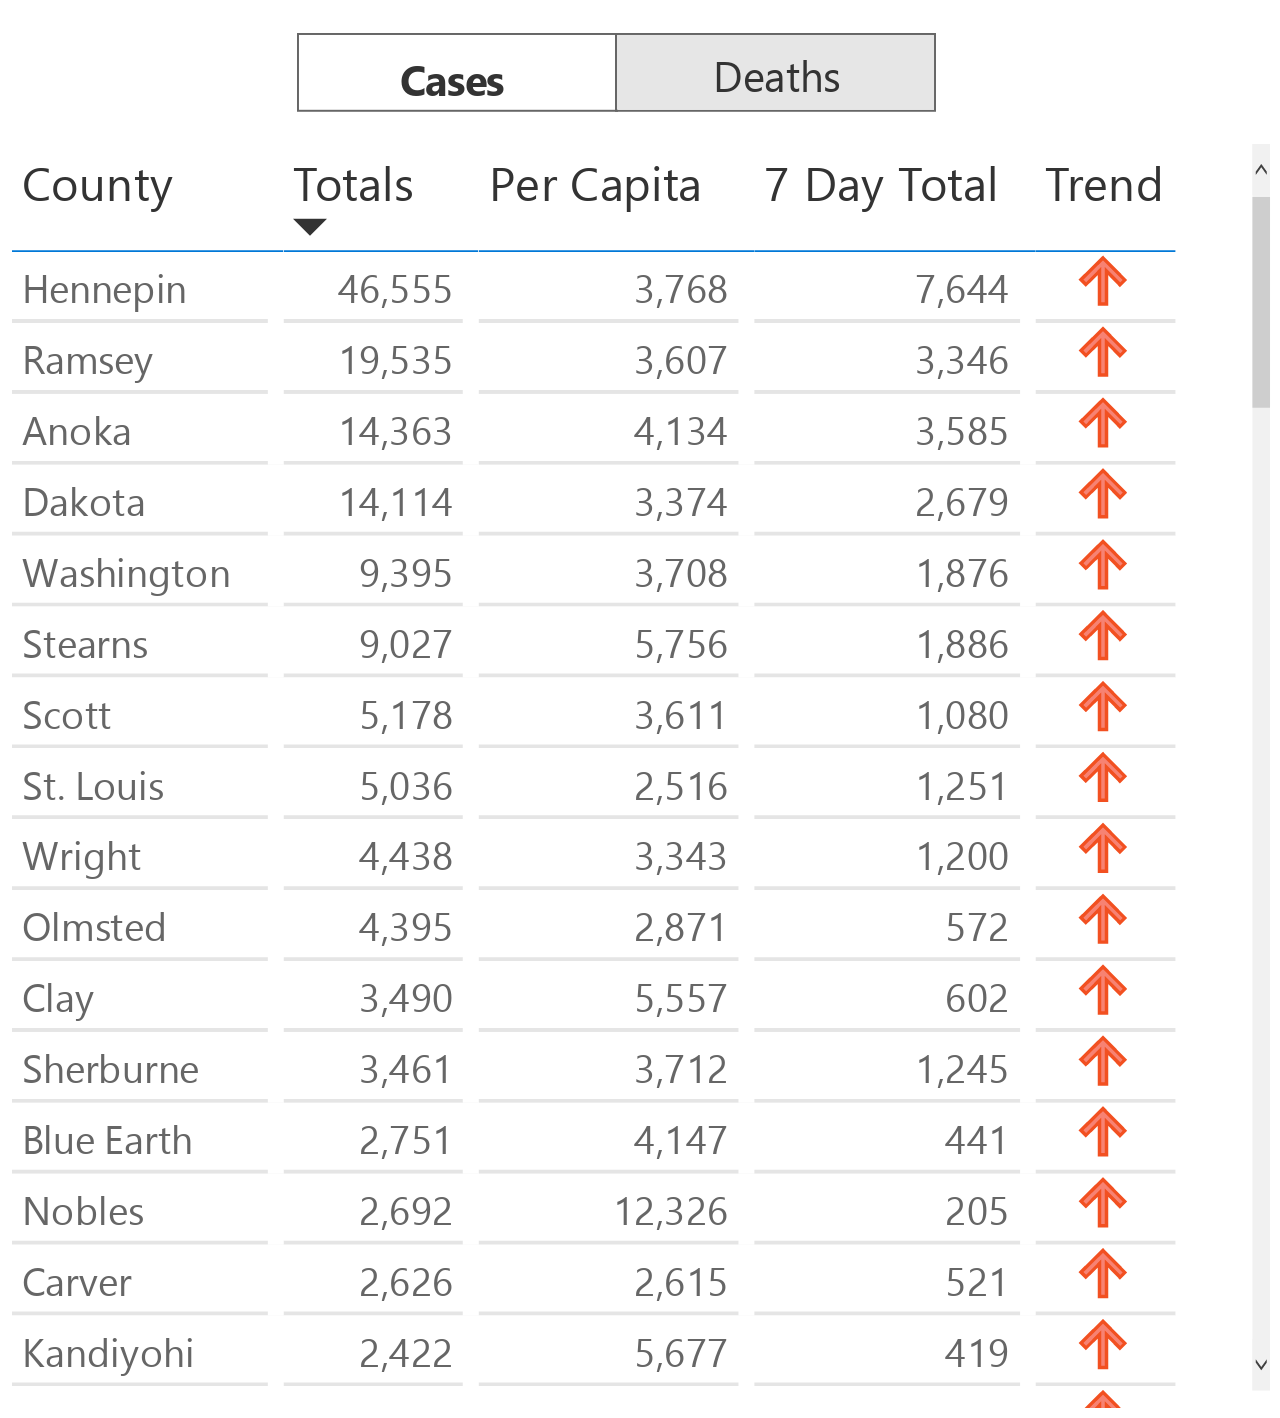 Cases Deaths
County Totals Per Capita 7 Day Total Trend
Hennepin 46,555 3,768 7,644
Ramsey 19,535 3,607 3,346
Anoka 14,363 4,134 3,585
Dakota 14,114 3,374 2,679
Washington 9,395 3,708 1,876
Stearns 9,027 5,756 1,886
Scott 5,178 3,611 1,080
St. Louis 5,036 2,516 1,251
Wright 4,438 3,343 1,200
Olmsted 4,395 2,871 572
Clay 3,490 5,557 602
Sherburne 3,461 3,712 1,245
Blue Earth 2,751 4,147 441
Nobles 2,692 12,326 205
Carver 2,626 2,615 521
Kandiyohi 2,422 5,677 419